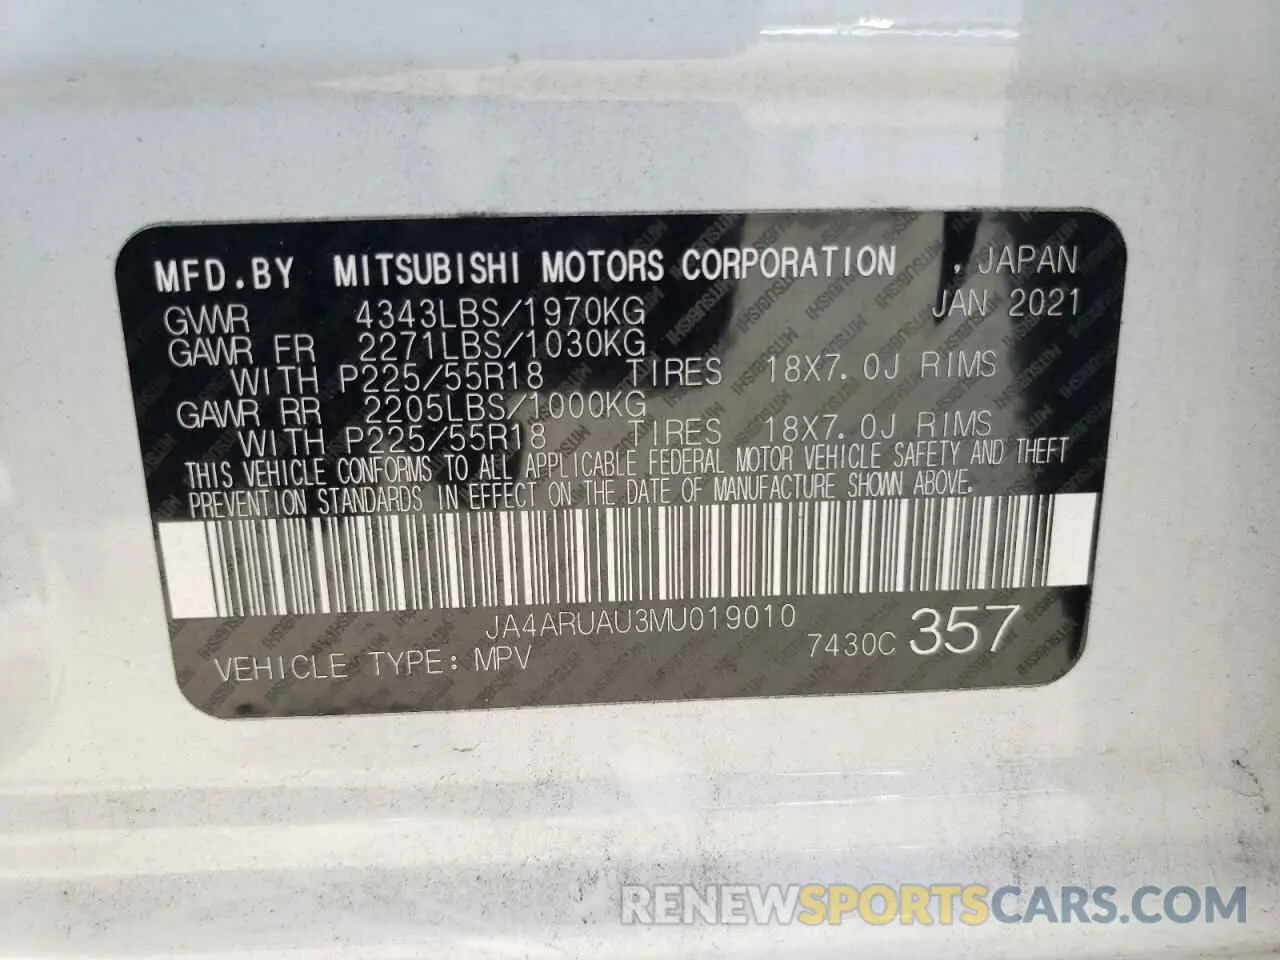 MFD.BY MITSUBISHI MOTORS CORPORATION , JAPAN
GVWR 4343LBS/1970KG JAN 2021
GAWR FR 2271LBS/1030KG
WITH P225/55R18 TIRES 18X7.0J RIMS
GAWR RR 2205LBS/1000KG
WITH P225/55R18 TIRES 18X7.0J RIMS
THIS VEHICLE CONFORMS TO ALL APPLICABLE FEDERAL MOTOR VEHICLE SAFETY AND THEFT
PREVENTION STANDARDS IN EFFECT ON THE DATE OF MANUFACTURE SHOWN ABOVE.
JA4ARUAU3MU019010
7430C 357
VEHICLE TYPE: MPV
RENEWSPORTSCARS.COM